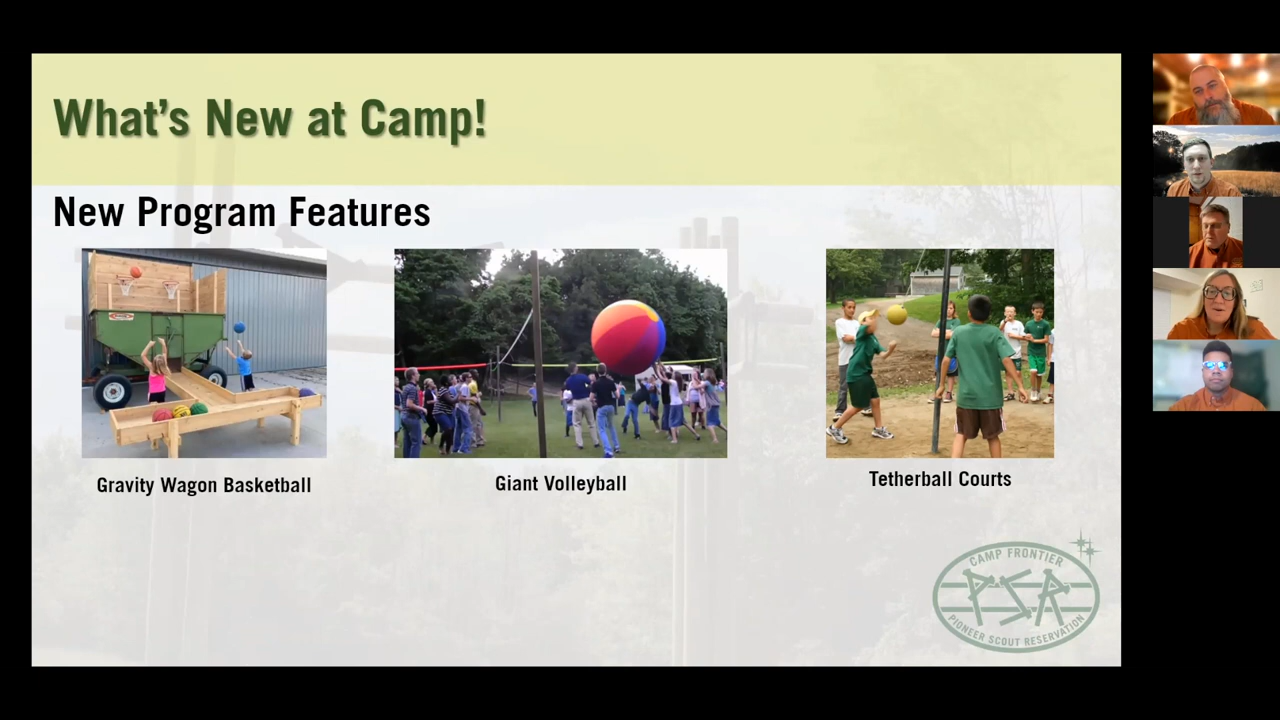 What's New at Camp!
New Program Features
Gravity Wagon Basketball
Giant Volleyball
Tetherball Courts
CAMP FRONTIER
PSR
PIONEER SCOUT RESERVATION